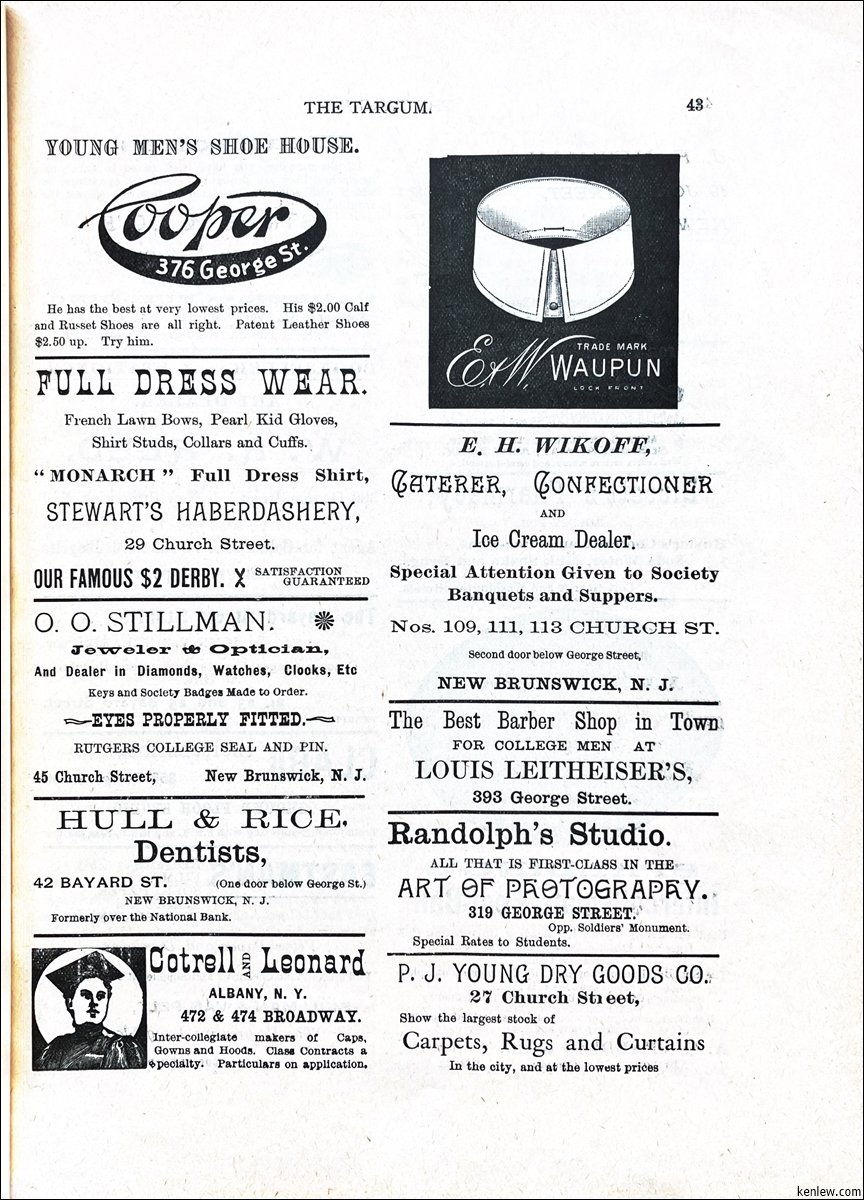 THE TARGUM.
43
YOUNG MEN'S SHOE HOUSE.
Cooper
376 George St.
He has the best at very lowest prices. His $2.00 Calf
and Russet Shoes are all right. Patent Leather Shoes
$2.50 up. Try him.
FULL DRESS WEAR.
French Lawn Bows, Pearl Kid Gloves,
Shirt Studs, Collars and Cuffs.
"MONARCH" Full Dress Shirt,
STEWART'S HABERDASHERY,
29 Church Street.
OUR FAMOUS $2 DERBY. X SATISFACTION
GUARANTEED
O. O. STILLMAN.
Jeweler & Optician,
And Dealer in Diamonds, Watches, Clooks, Etc
Keys and Society Badges Made to Order.
EYES PROPERLY FITTED.
RUTGERS COLLEGE SEAL AND PIN.
45 Church Street, New Brunswick, N. J.
HULL & RICE.
Dentists,
42 BAYARD ST. (One door below George St.)
NEW BRUNSWICK, N. J.
Formerly over the National Bank.
Cotrell AND Leonard
ALBANY, N. Y.
472 & 474 BROADWAY.
Inter-collegiate makers of Caps,
Gowns and Hoods. Class Contracts a
specialty. Particulars on application.
E & W
TRADE MARK
WAUPUN
LOCK FRONT
E. H. WIKOFF,
CATERER, CONFECTIONER
AND
Ice Cream Dealer.
Special Attention Given to Society
Banquets and Suppers.
Nos. 109, 111, 113 CHURCH ST.
Second door below George Street,
NEW BRUNSWICK, N. J.
The Best Barber Shop in Town
FOR COLLEGE MEN AT
LOUIS LEITHEISER'S,
393 George Street.
Randolph's Studio.
ALL THAT IS FIRST-CLASS IN THE
ART OF PHOTOGRAPHY.
319 GEORGE STREET.
Opp. Soldiers' Monument.
Special Rates to Students.
P. J. YOUNG DRY GOODS CO.
27 Church Street,
Show the largest stock of
Carpets, Rugs and Curtains
In the city, and at the lowest prices
kenlew.com